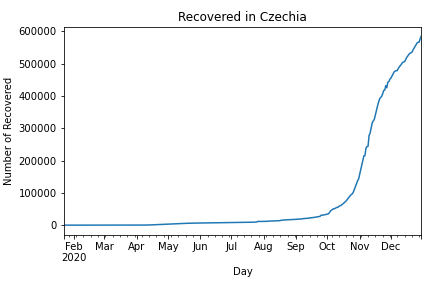 Recovered in Czechia
Number of Recovered
600000
500000
400000
300000
200000
100000
0
Feb Mar Apr May Jun Jul Aug Sep Oct Nov Dec
2020
Day